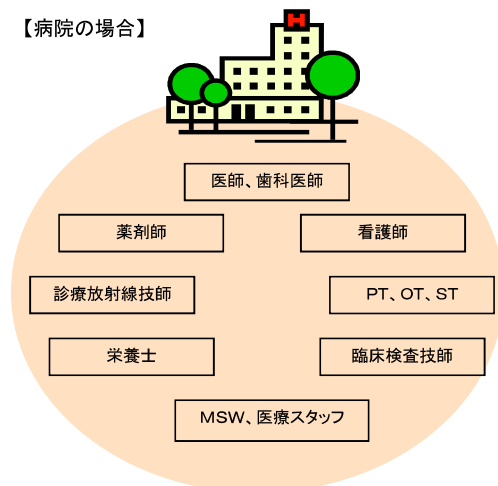 【病院の場合】
H
医師、歯科医師
薬剤師
看護師
診療放射線技師
PT、OT、ST
栄養士
臨床検査技師
MSW、医療スタッフ